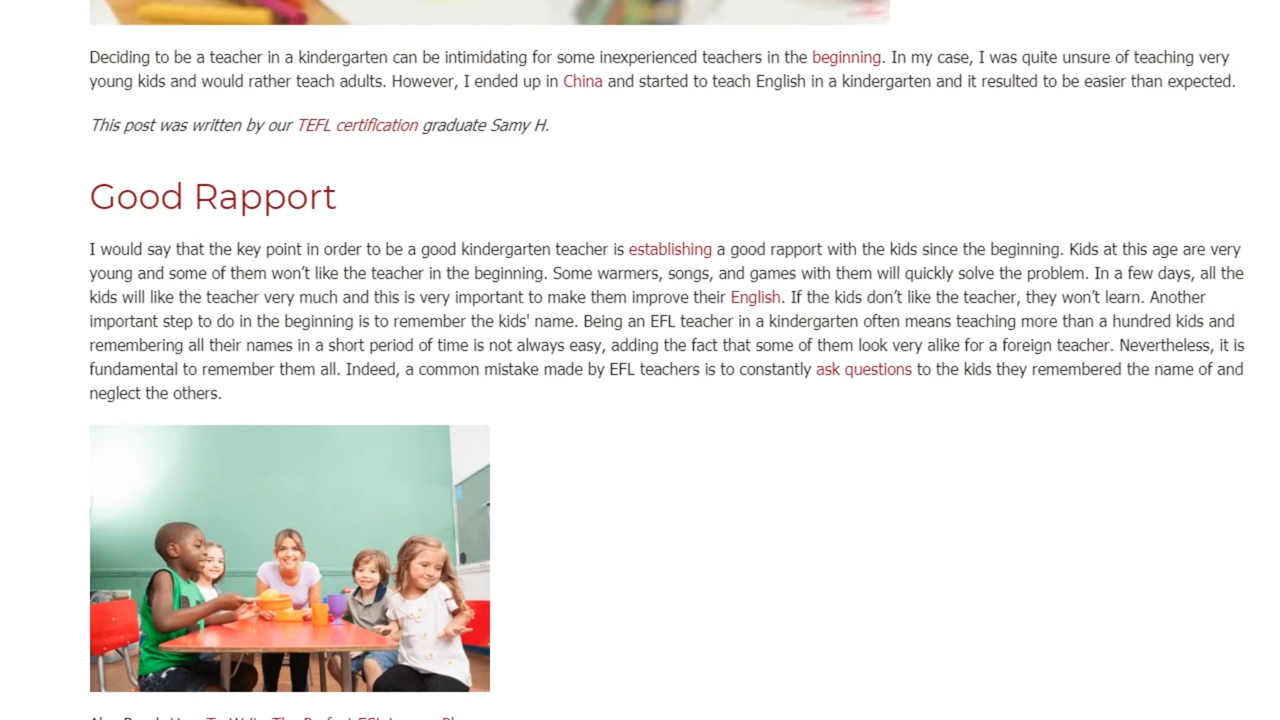 Deciding to be a teacher in a kindergarten can be intimidating for some inexperienced teachers in the beginning. In my case, I was quite unsure of teaching very
young kids and would rather teach adults. However, I ended up in China and started to teach English in a kindergarten and it resulted to be easier than expected.
This post was written by our TEFL certification graduate Samy H.
Good Rapport
I would say that the key point in order to be a good kindergarten teacher is establishing a good rapport with the kids since the beginning. Kids at this age are very
young and some of them won’t like the teacher in the beginning. Some warmers, songs, and games with them will quickly solve the problem. In a few days, all the
kids will like the teacher very much and this is very important to make them improve their English. If the kids don’t like the teacher, they won’t learn. Another
important step to do in the beginning is to remember the kids' name. Being an EFL teacher in a kindergarten often means teaching more than a hundred kids and
remembering all their names in a short period of time is not always easy, adding the fact that some of them look very alike for a foreign teacher. Nevertheless, it is
fundamental to remember them all. Indeed, a common mistake made by EFL teachers is to constantly ask questions to the kids they remembered the name of and
neglect the others.